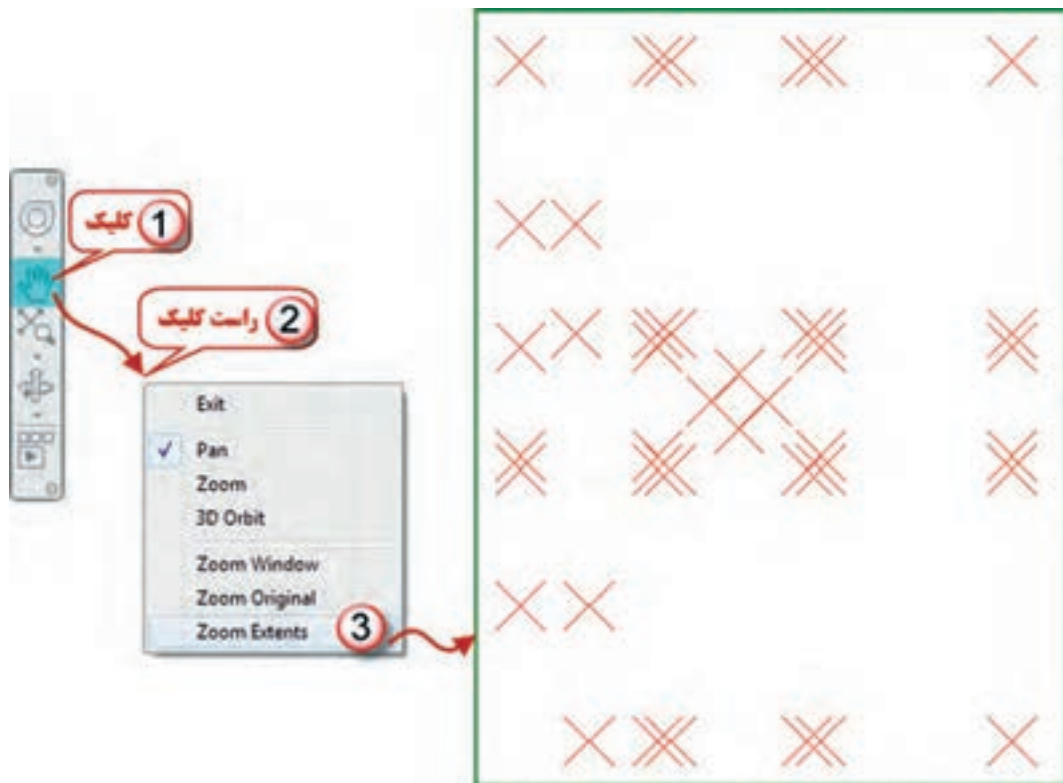 1 کلیک
2 راست کلیک
Exit
Pan
Zoom
3D Orbit
Zoom Window
Zoom Original
Zoom Extents 3